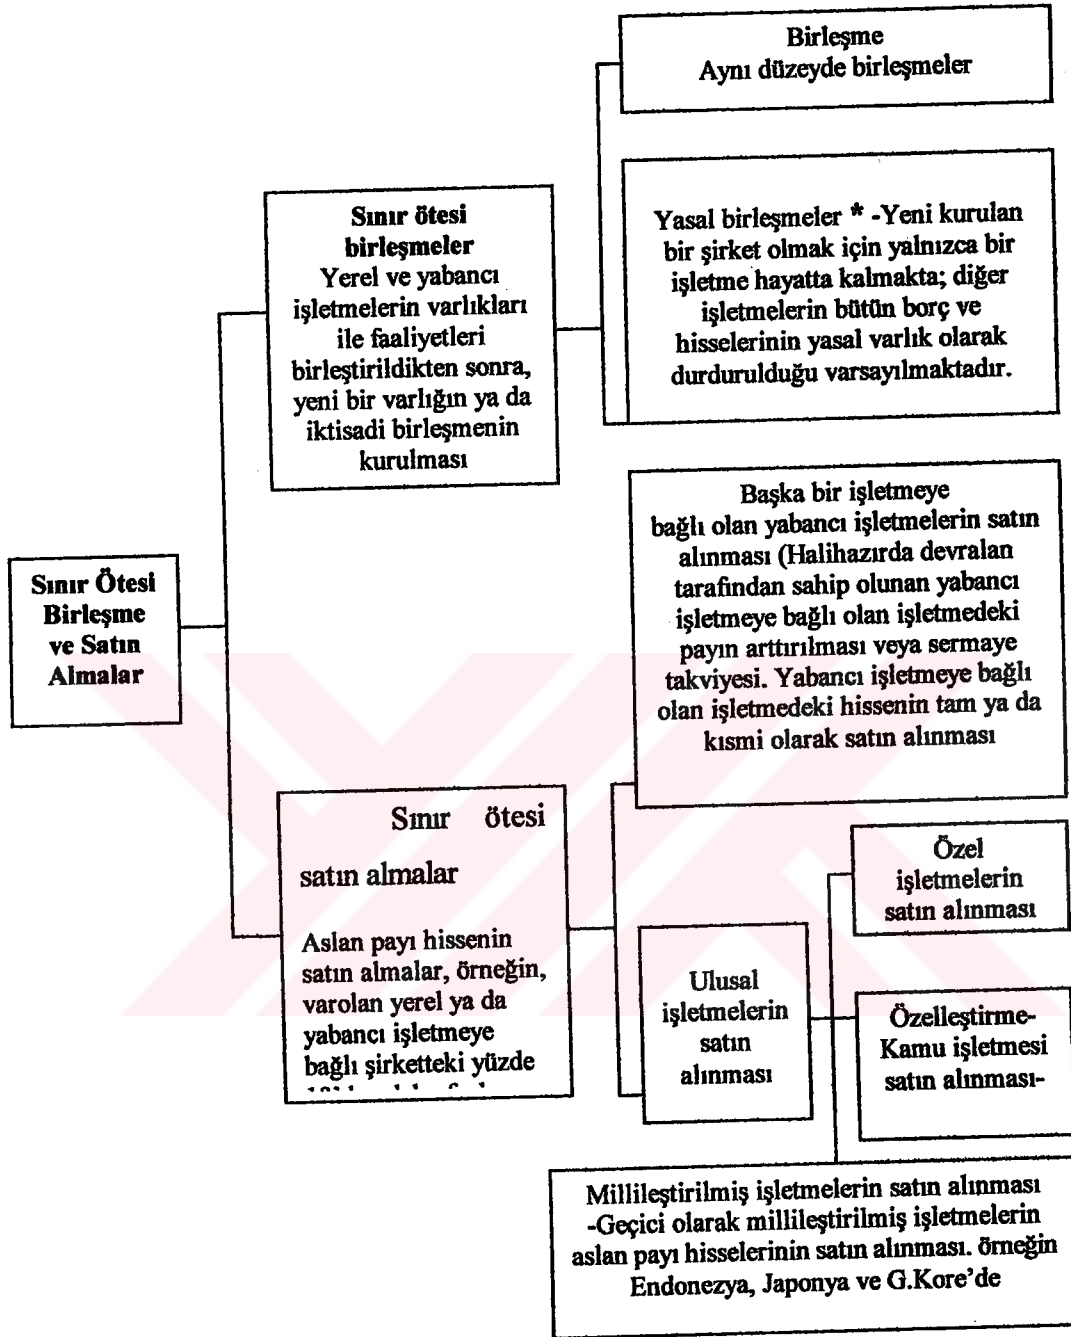 Birleşme
Aynı düzeyde birleşmeler
Sınır ötesi
birleşmeler
Yerel ve yabancı
işletmelerin varlıkları
ile faaliyetleri
birleştirildikten sonra,
yeni bir varlığın ya da
iktisadi birleşmenin
kurulması
Yasal birleşmeler * -Yeni kurulan
bir şirket olmak için yalnızca bir
işletme hayatta kalmakta; diğer
işletmelerin bütün borç ve
hisselerinin yasal varlık olarak
durdurulduğu varsayılmaktadır.
Sınır Ötesi
Birleşme
ve Satın
Almalar
Başka bir işletmeye
bağlı olan yabancı işletmelerin satın
alınması (Halihazırda devralan
tarafından sahip olunan yabancı
işletmeye bağlı olan işletmedeki
payın arttırılması veya sermaye
takviyesi. Yabancı işletmeye bağlı
olan işletmedeki hissenin tam ya da
kısmi olarak satın alınması
Sınır ötesi
satın almalar
Aslan payı hissenin
satın almalar, örneğin,
varolan yerel ya da
yabancı işletmeye
bağlı şirketteki yüzde
Ulusal
işletmelerin
satın
alınması
Özel
işletmelerin
satın alınması
Özelleştirme-
Kamu işletmesi
satın alınması-
Millileştirilmiş işletmelerin satın alınması
-Geçici olarak millileştirilmiş işletmelerin
aslan payı hisselerinin satın alınması. örneğin
Endonezya, Japonya ve G.Kore'de